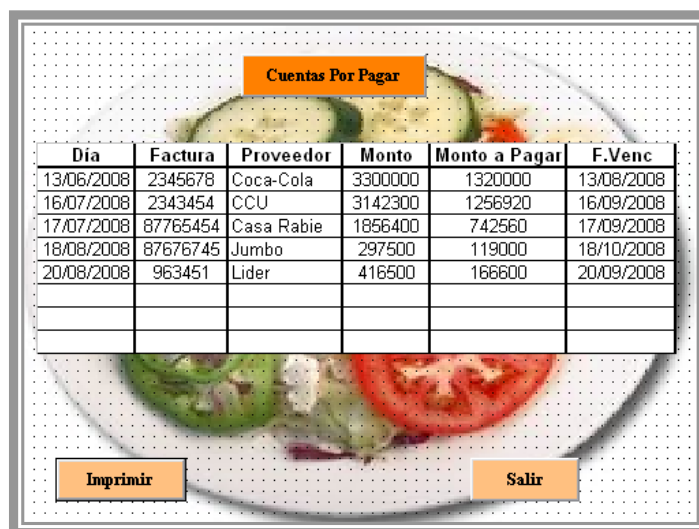 Cuentas Por Pagar
Día Factura Proveedor Monto Monto a Pagar F.Venc
13/06/2008 2345678 Coca-Cola 3300000 1320000 13/08/2008
16/07/2008 2343454 CCU 3142300 1256920 16/09/2008
17/07/2008 87765454 Casa Rabie 1856400 742560 17/09/2008
18/08/2008 87676745 Jumbo 297500 119000 18/10/2008
20/08/2008 963451 Lider 416500 166600 20/09/2008
Imprimir Salir